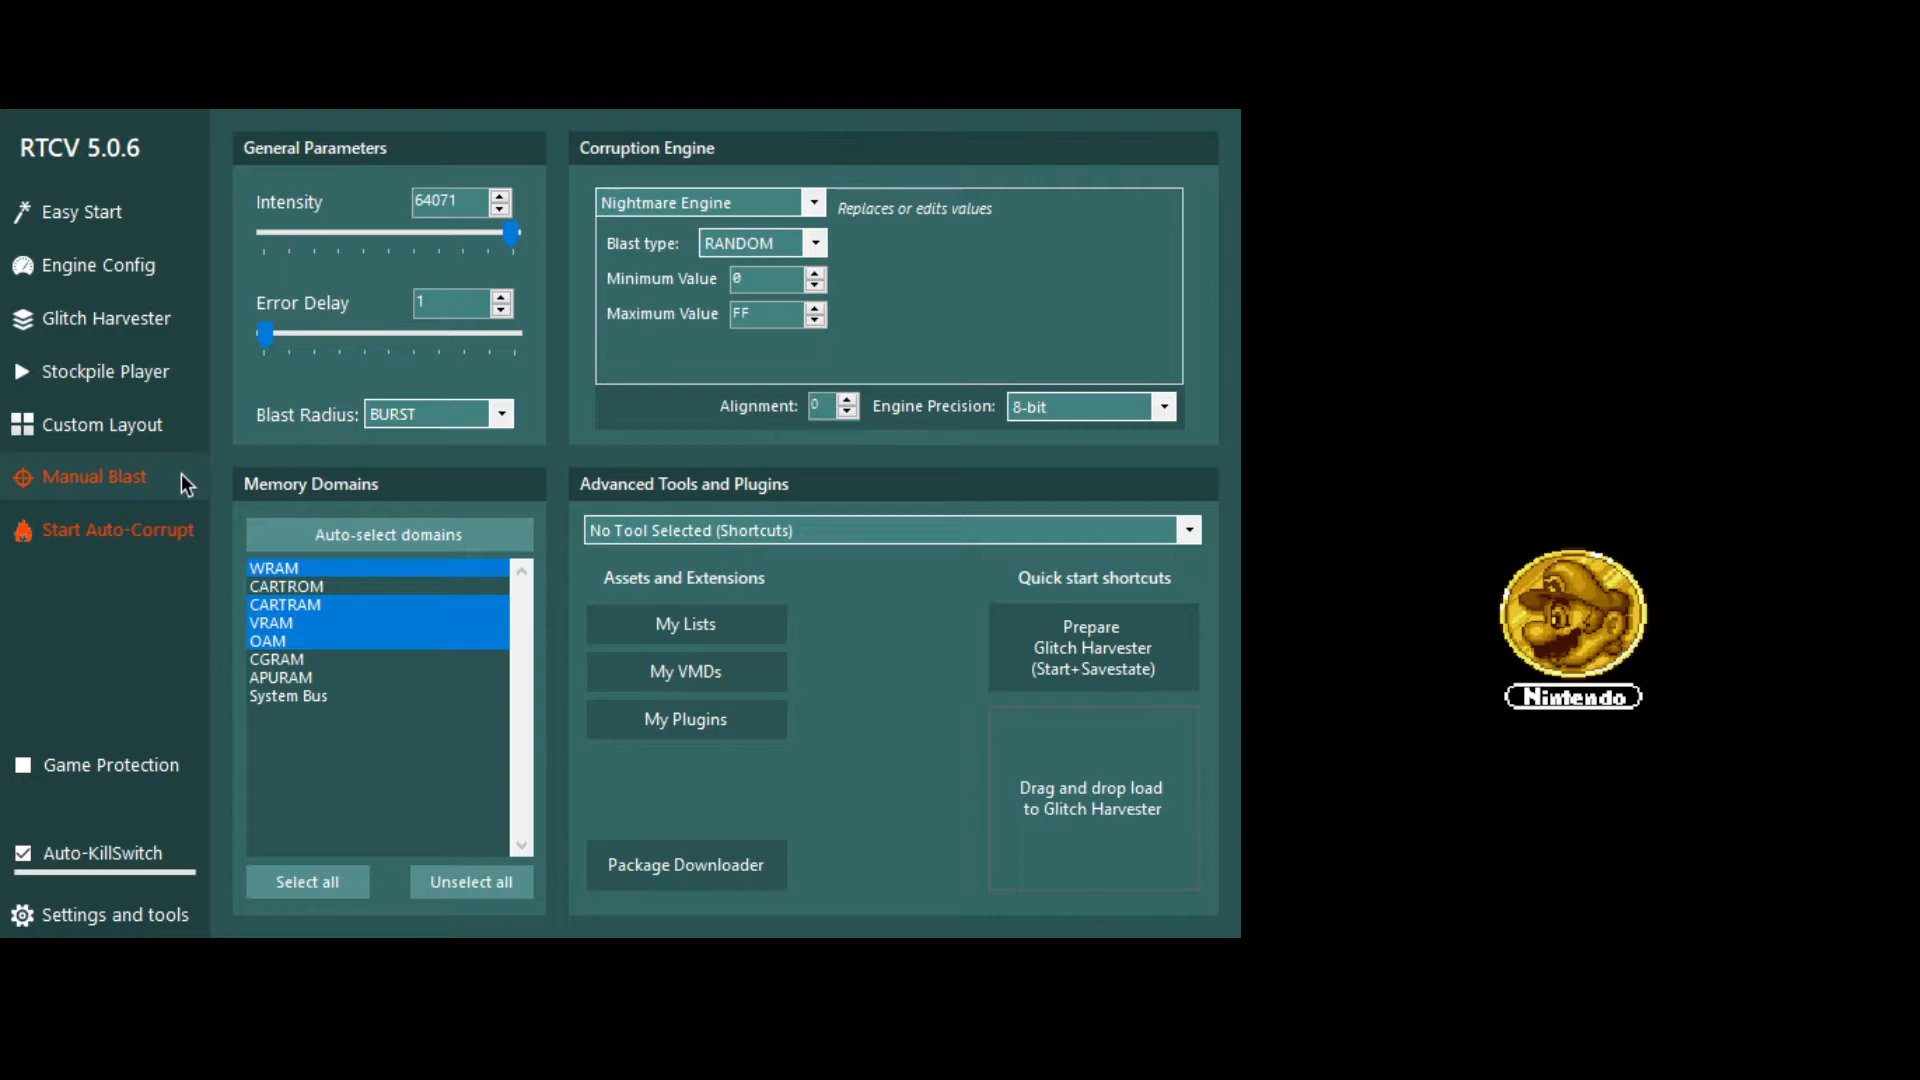 RTCV 5.0.6
Easy Start
Engine Config
Glitch Harvester
Stockpile Player
Custom Layout
Manual Blast
Start Auto-Corrupt
Game Protection
Auto-KillSwitch
Settings and tools
General Parameters
Intensity 64071
Error Delay 1
Blast Radius: BURST
Corruption Engine
Nightmare Engine Replaces or edits values
Blast type: RANDOM
Minimum Value 0
Maximum Value FF
Alignment: 0 Engine Precision: 8-bit
Memory Domains
Auto-select domains
WRAM
CARTROM
CARTRAM
VRAM
OAM
CGRAM
APURAM
System Bus
Select all Unselect all
Advanced Tools and Plugins
No Tool Selected (Shortcuts)
Assets and Extensions
My Lists
My VMDs
My Plugins
Package Downloader
Quick start shortcuts
Prepare
Glitch Harvester
(Start+Savestate)
Drag and drop load
to Glitch Harvester
Nintendo